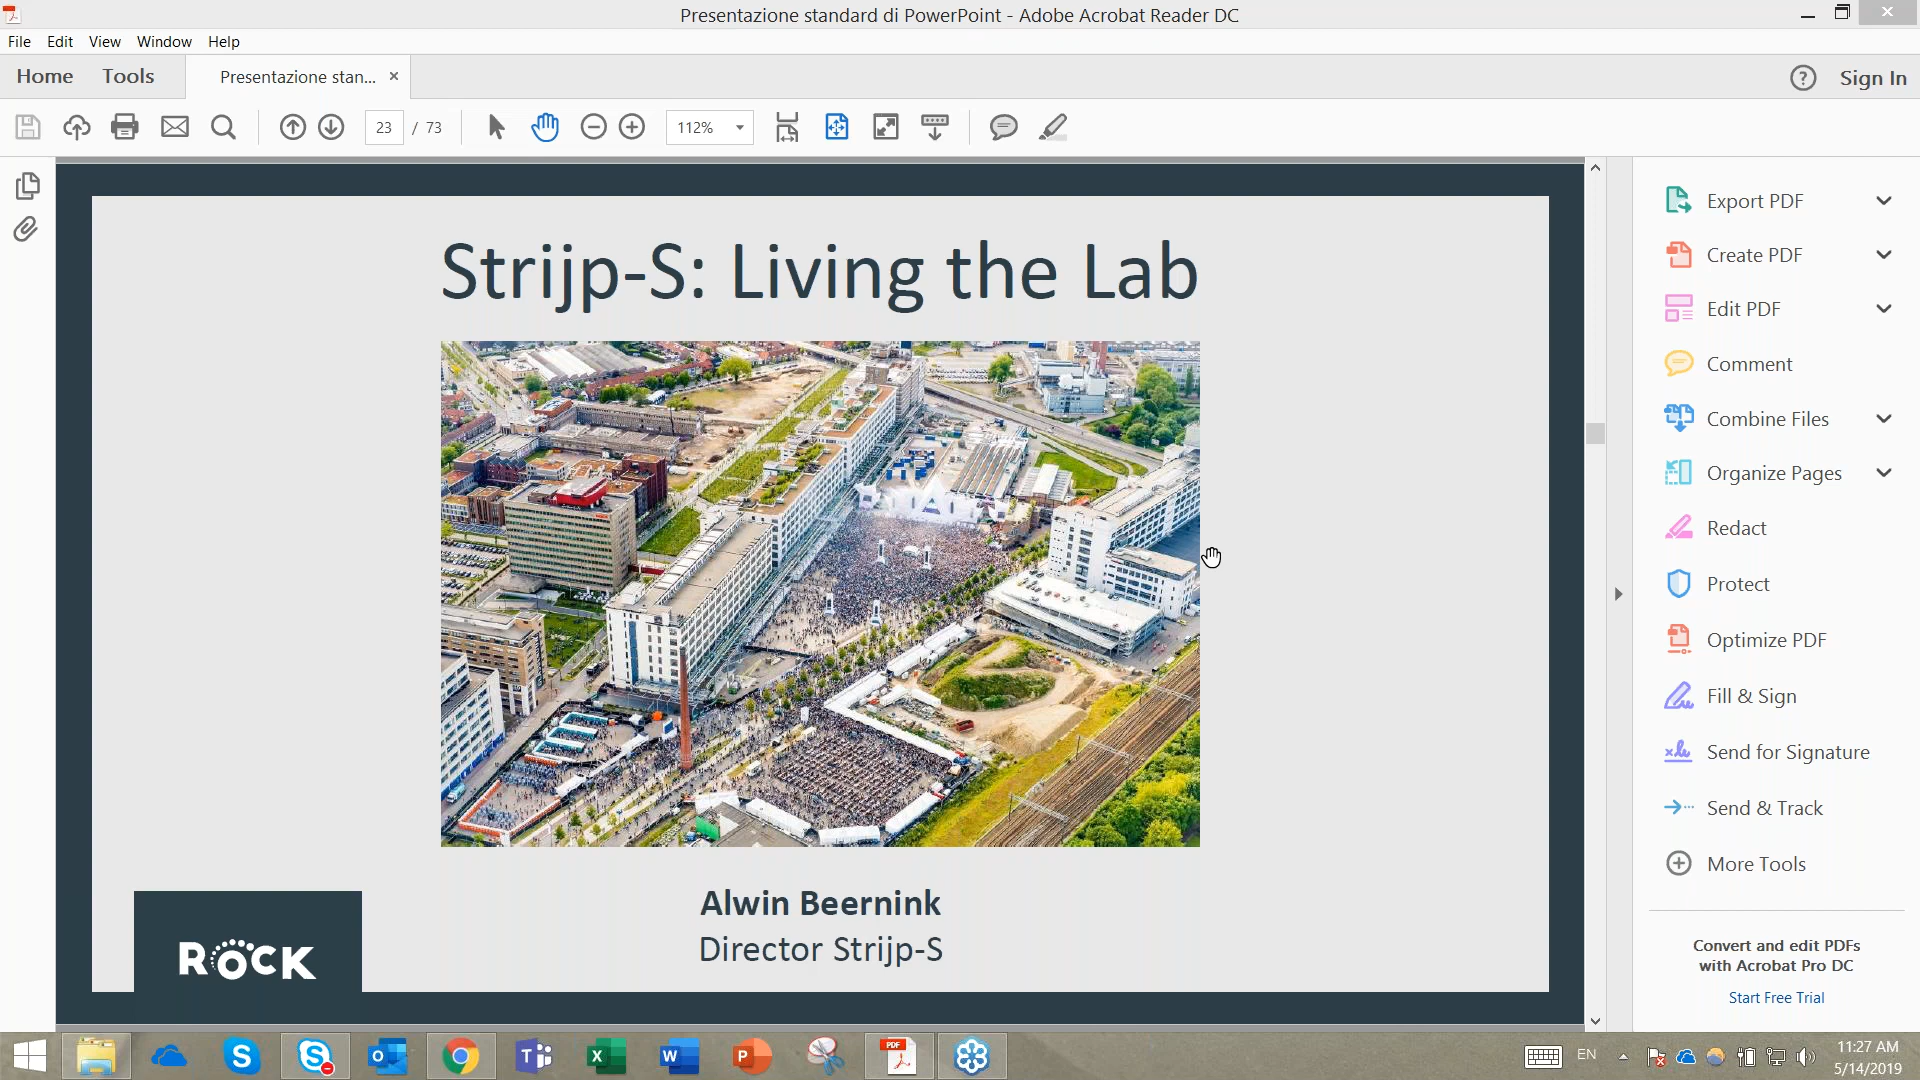 Presentazione standard di PowerPoint - Adobe Acrobat Reader DC
File Edit View Window Help
Home Tools Presentazione stan... Sign In
23 / 73 112%
Export PDF
Create PDF
Edit PDF
Comment
Combine Files
Organize Pages
Redact
Protect
Optimize PDF
Fill & Sign
Send for Signature
Send & Track
More Tools
Convert and edit PDFs
with Acrobat Pro DC
Start Free Trial
Strijp-S: Living the Lab
Alwin Beernink
Director Strijp-S
ROCK
EN
11:27 AM
5/14/2019